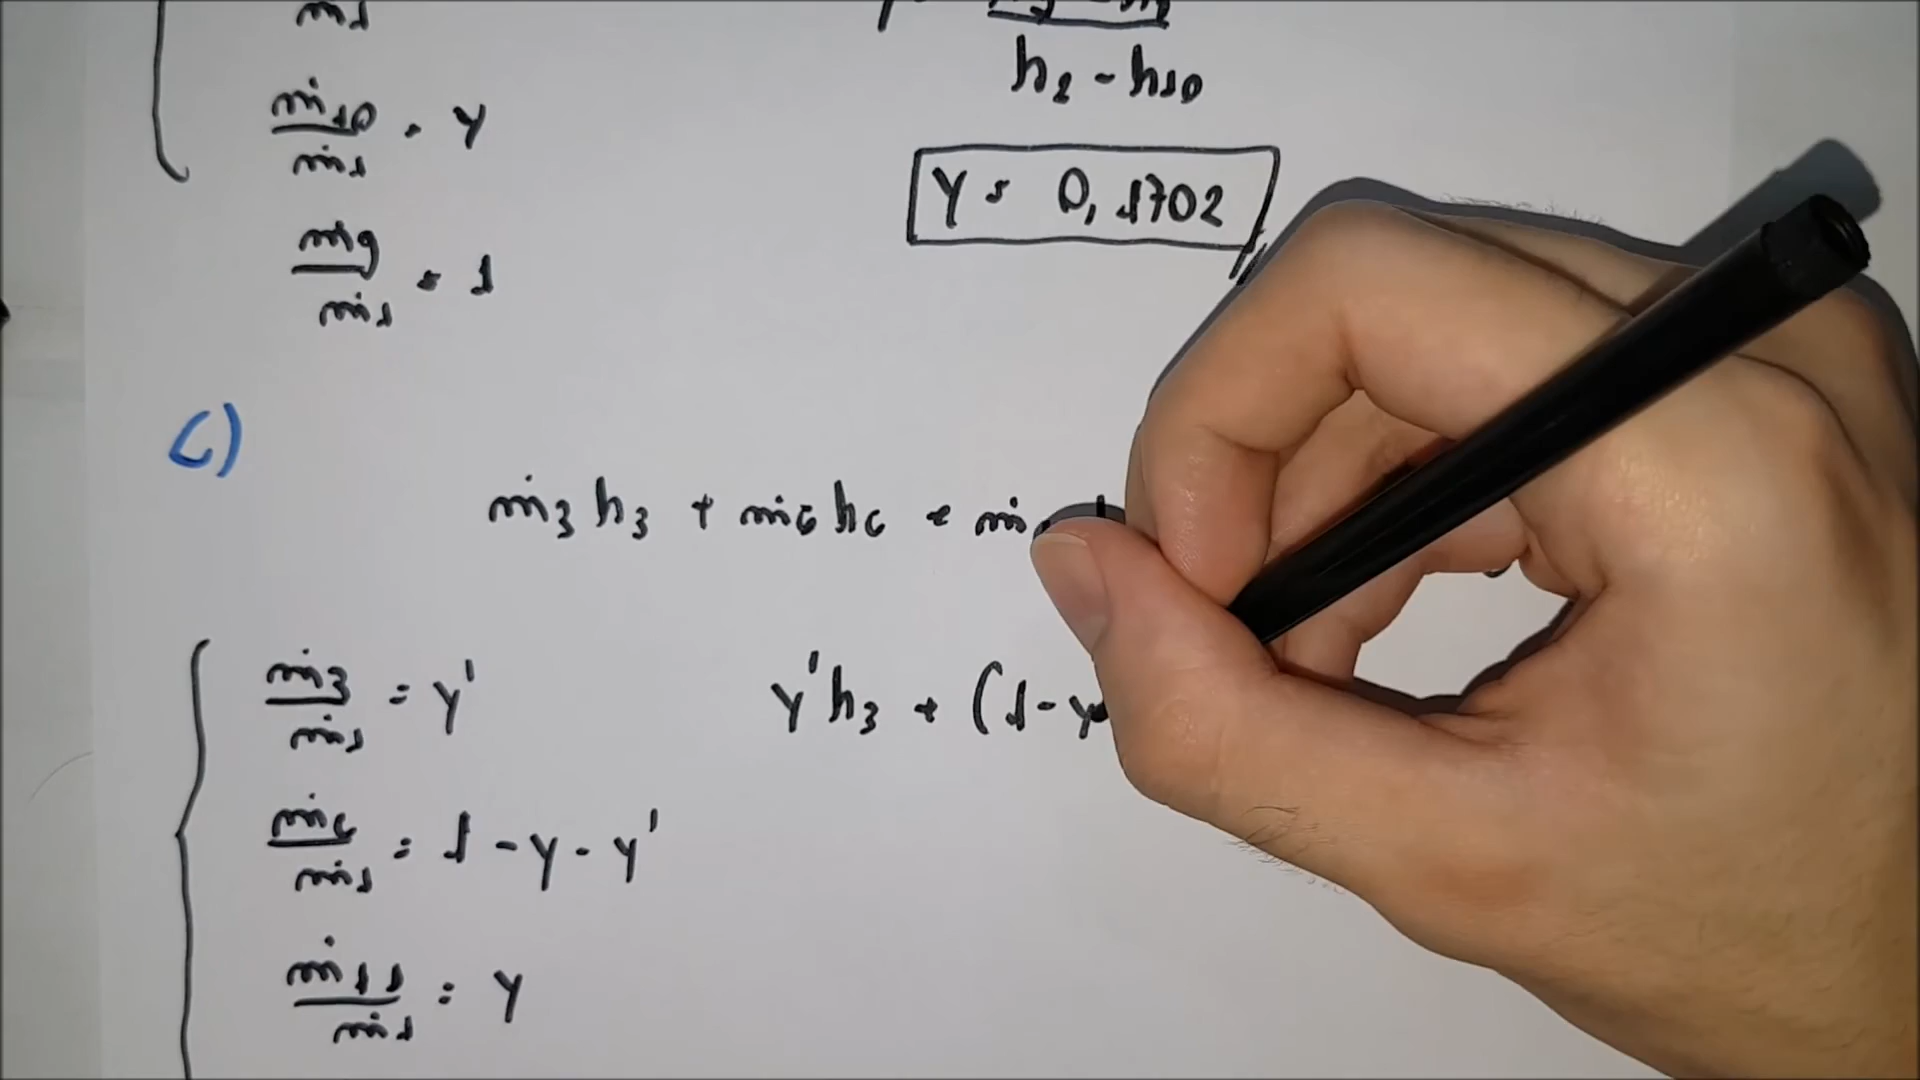 ṁ1
h2 - h10
ṁ10/ṁ1 = y
y = 0,1702
ṁ9/ṁ1 = 1
C)
ṁ3 h3 + ṁ6 h6 + ṁ
ṁ3/ṁ1 = y'
y'h3 + (1-y
ṁ6/ṁ1 = 1 - y - y'
ṁ11/ṁ1 = y